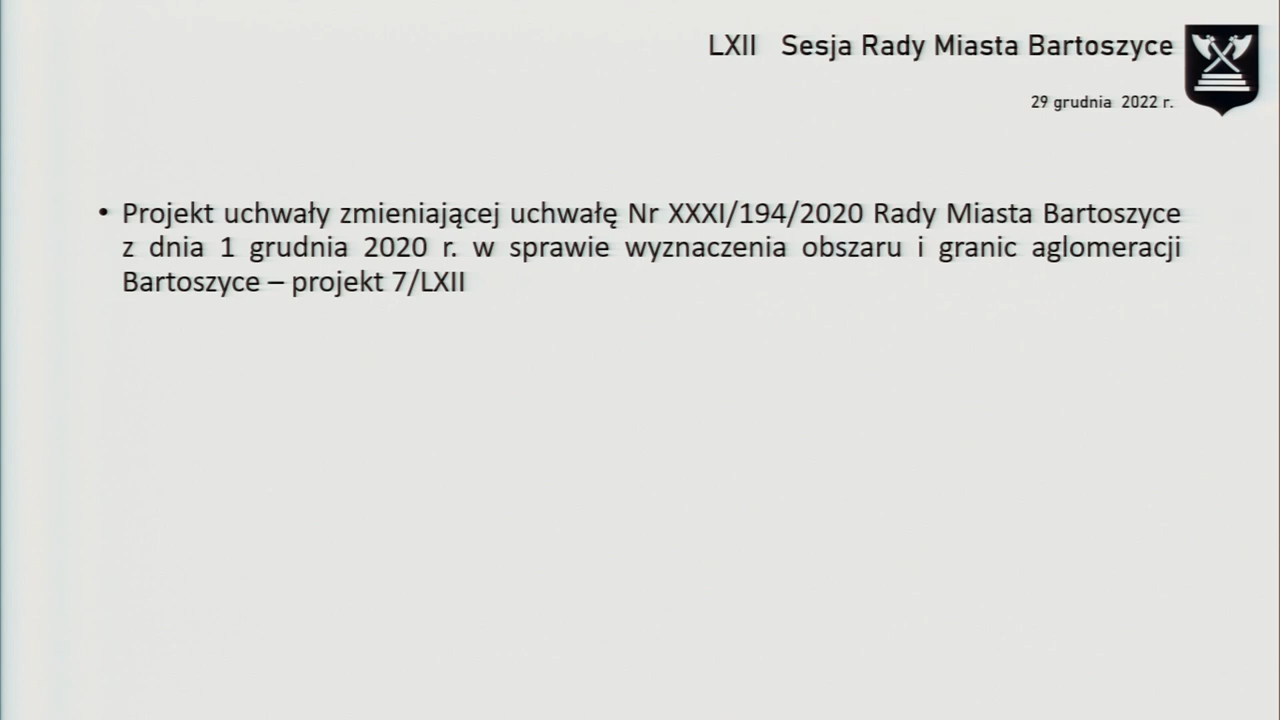 LXII Sesja Rady Miasta Bartoszyce
29 grudnia 2022 r.
• Projekt uchwały zmieniającej uchwałę Nr XXXI/194/2020 Rady Miasta Bartoszyce
z dnia 1 grudnia 2020 r. w sprawie wyznaczenia obszaru i granic aglomeracji
Bartoszyce – projekt 7/LXII